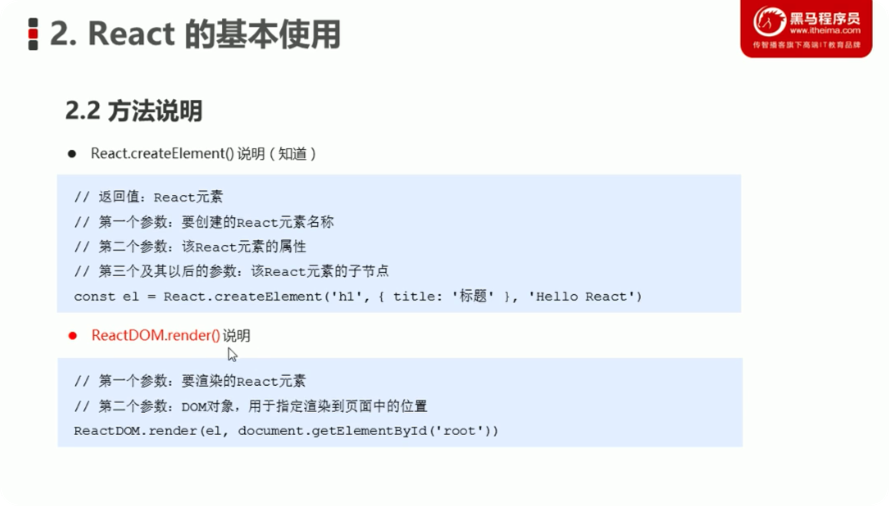 2. React 的基本使用
黑马程序员
www.itheima.com
传智播客旗下高端IT教育品牌
2.2 方法说明
React.createElement() 说明 ( 知道 )
// 返回值: React元素
// 第一个参数: 要创建的React元素名称
// 第二个参数: 该React元素的属性
// 第三个及其以后的参数: 该React元素的子节点
const el = React.createElement('h1', { title: '标题' }, 'Hello React')
ReactDOM.render() 说明
// 第一个参数: 要渲染的React元素
// 第二个参数: DOM对象, 用于指定渲染到页面中的位置
ReactDOM.render(el, document.getElementById('root'))